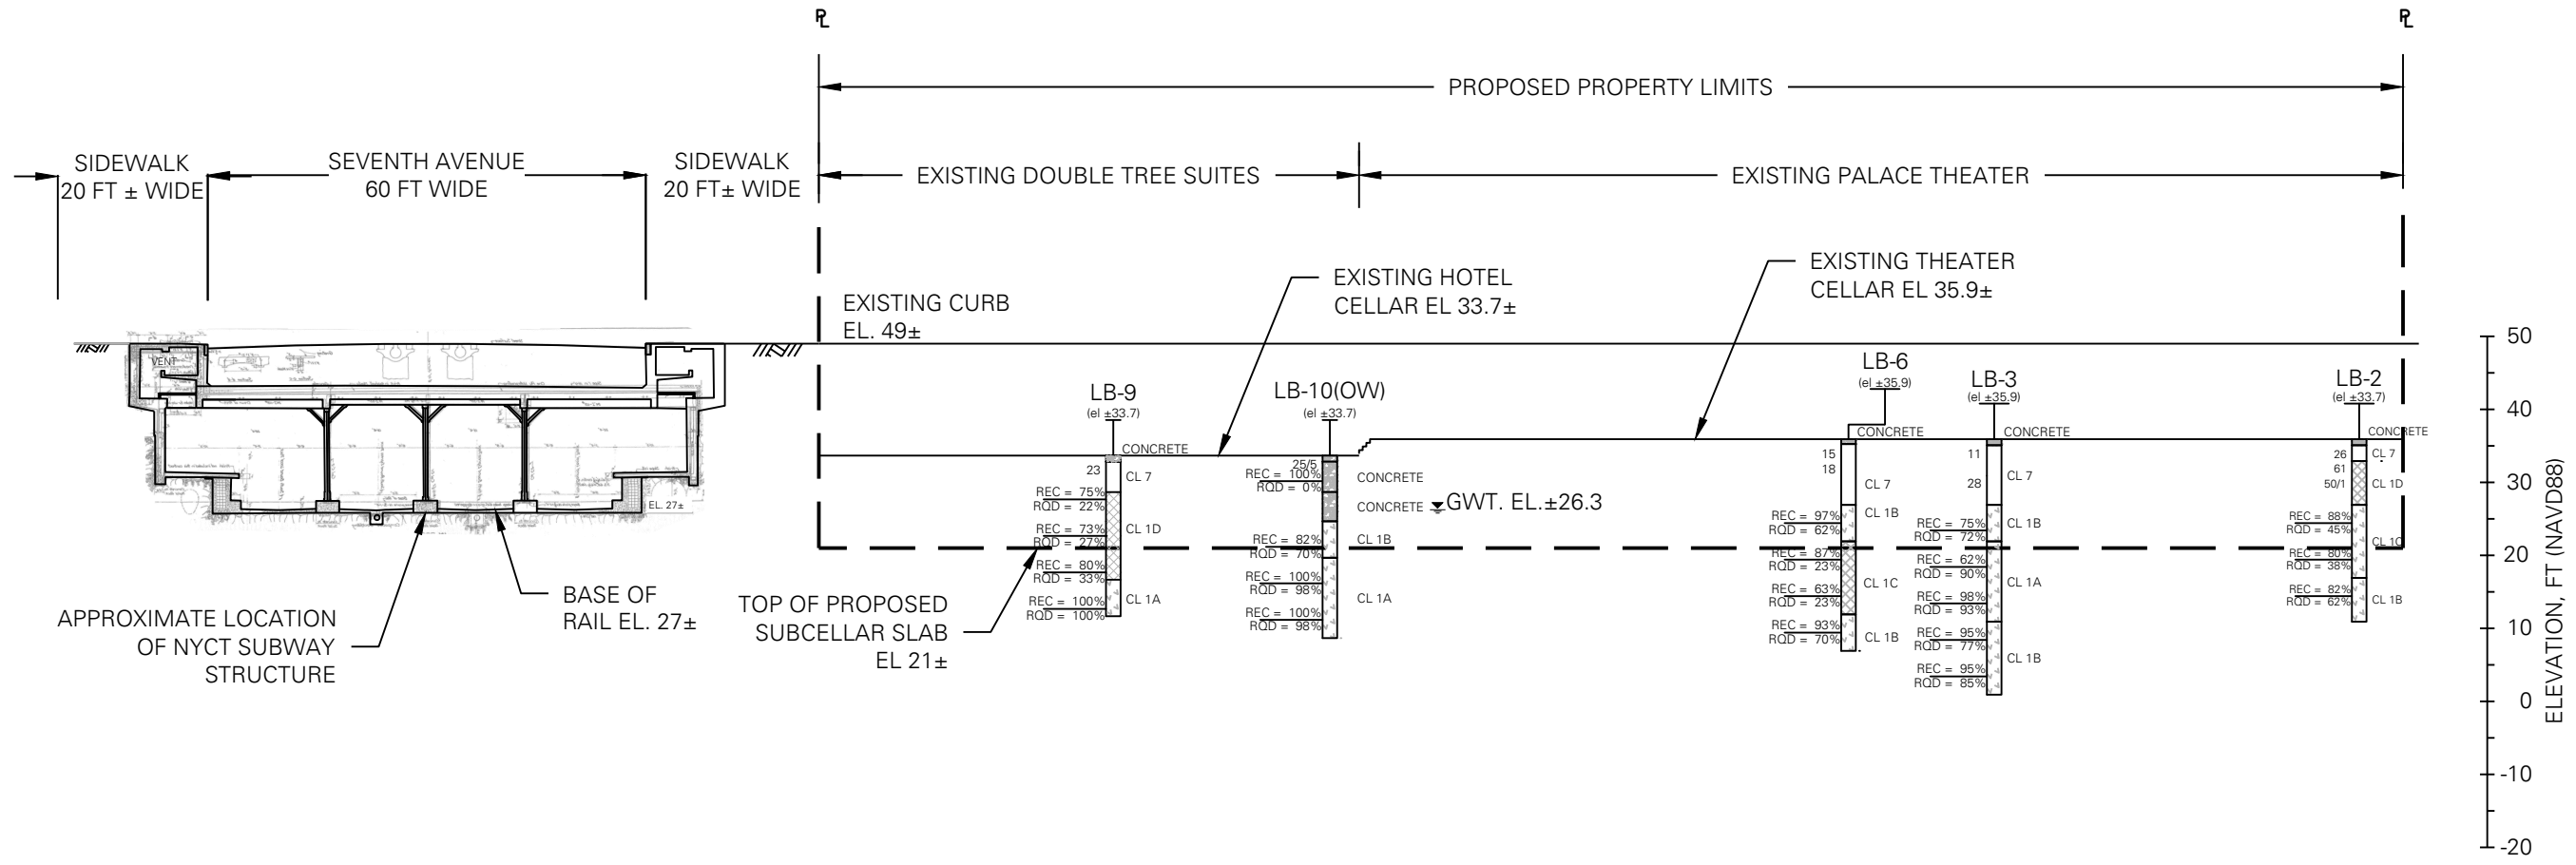 PL
PL
PROPOSED PROPERTY LIMITS
SIDEWALK
20 FT ± WIDE
SEVENTH AVENUE
60 FT WIDE
SIDEWALK
20 FT± WIDE
EXISTING DOUBLE TREE SUITES
EXISTING PALACE THEATER
EXISTING CURB
EL. 49±
EXISTING HOTEL
CELLAR EL 33.7±
EXISTING THEATER
CELLAR EL 35.9±
VENT
EL. 27±
BASE OF
RAIL EL. 27±
APPROXIMATE LOCATION
OF NYCT SUBWAY
STRUCTURE
TOP OF PROPOSED
SUBCELLAR SLAB
EL 21±
LB-9
(el ±33.7)
CONCRETE
23
CL 7
REC = 75%
RQD = 22%
CL 1D
REC = 73%
RQD = 27%
REC = 80%
RQD = 33%
CL 1A
REC = 100%
RQD = 100%
LB-10(OW)
(el ±33.7)
25/5
REC = 100%
RQD = 0%
CONCRETE
CONCRETE
GWT. EL.±26.3
REC = 82%
RQD = 70%
CL 1B
REC = 100%
RQD = 98%
CL 1A
REC = 100%
RQD = 98%
LB-6
(el ±35.9)
CONCRETE
15
18
CL 7
CL 1B
REC = 97%
RQD = 62%
REC = 87%
RQD = 23%
CL 1C
REC = 63%
RQD = 23%
REC = 93%
RQD = 70%
CL 1B
LB-3
(el ±35.9)
CONCRETE
11
CL 7
28
REC = 75%
RQD = 72%
CL 1B
REC = 62%
RQD = 90%
CL 1A
REC = 98%
RQD = 93%
REC = 95%
RQD = 77%
CL 1B
REC = 95%
RQD = 85%
LB-2
(el ±33.7)
CONCRETE
26
CL 7
61
50/1
CL 1D
REC = 88%
RQD = 45%
CL 1C
REC = 80%
RQD = 38%
REC = 82%
RQD = 62%
CL 1B
50
40
30
20
10
0
-10
-20
ELEVATION, FT (NAVD88)